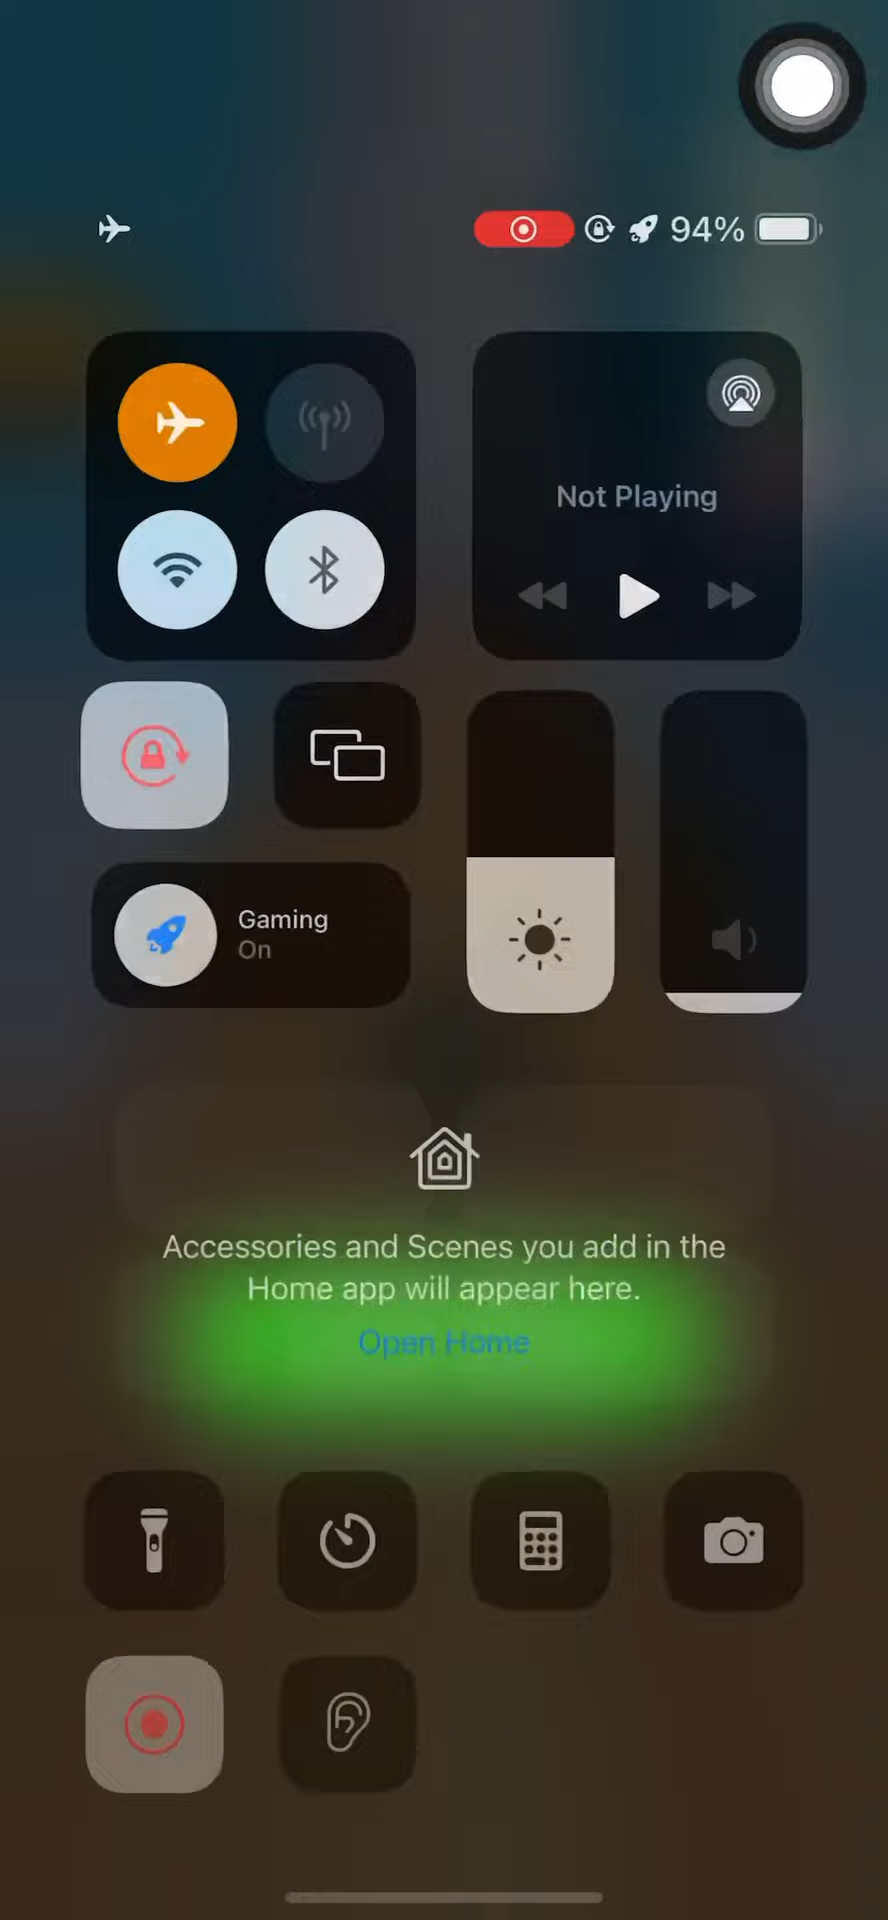 94%
Not Playing
Gaming
On
Accessories and Scenes you add in the
Home app will appear here.
Open Home